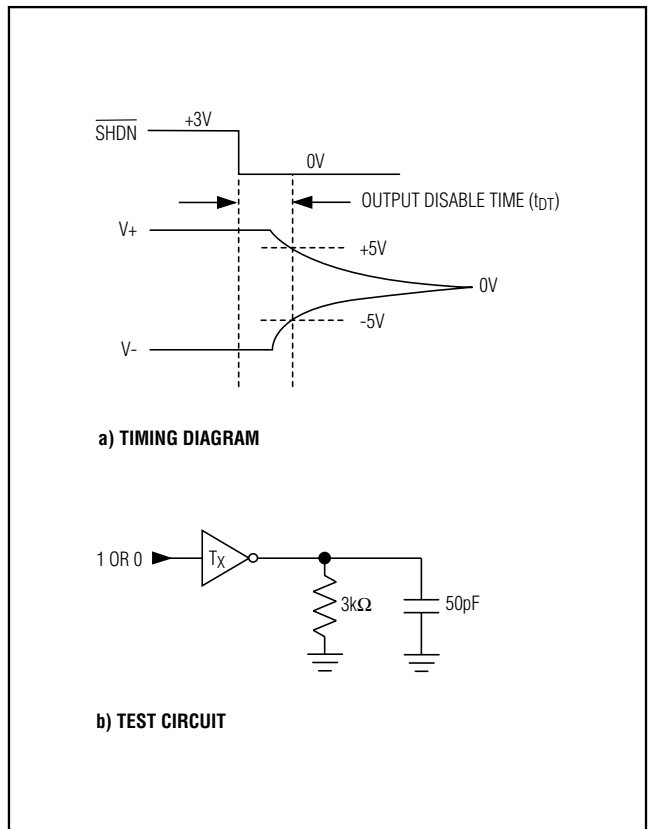 +3V
SHDN
0V
OUTPUT DISABLE TIME (tDT)
V+
+5V
0V
-5V
V-
a) TIMING DIAGRAM
1 OR 0
TX
3kΩ
50pF
b) TEST CIRCUIT